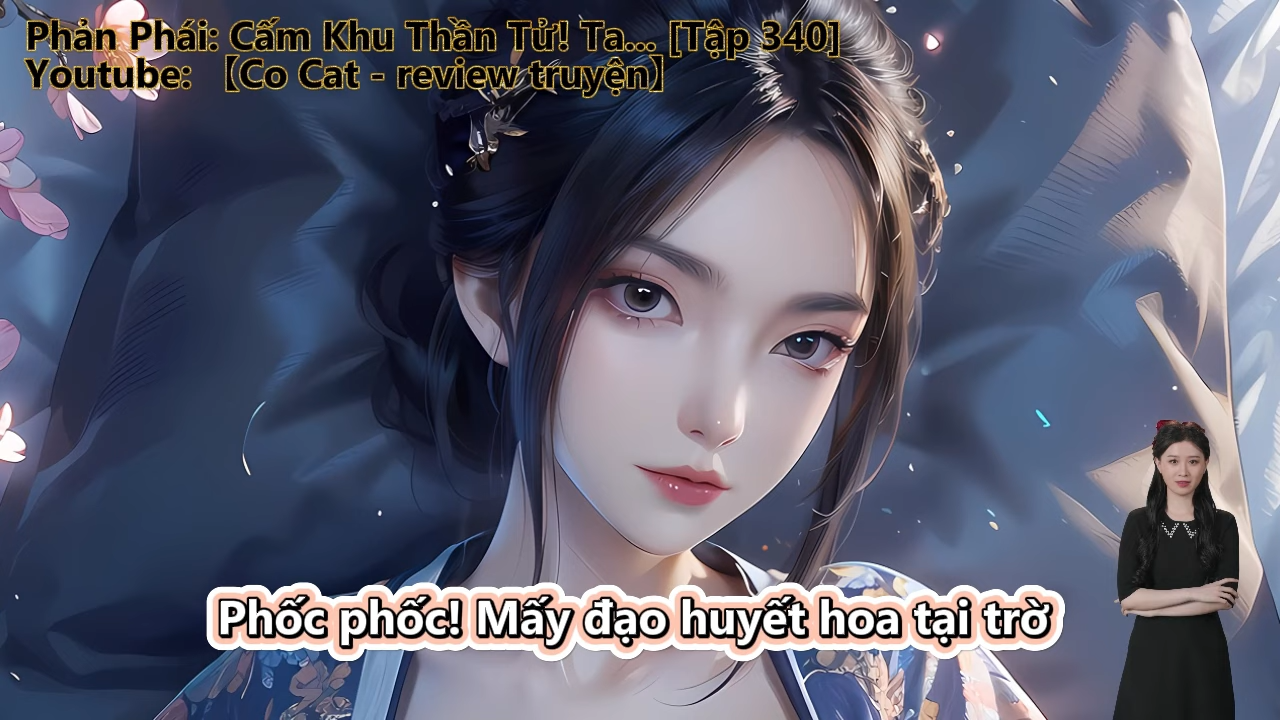 Phản Phái: Cấm Khu Thần Tử! Ta... [Tập 340]
Youtube: 【Co Cat - review truyện】
Phốc phốc! Mấy đạo huyết hoa tại trờ